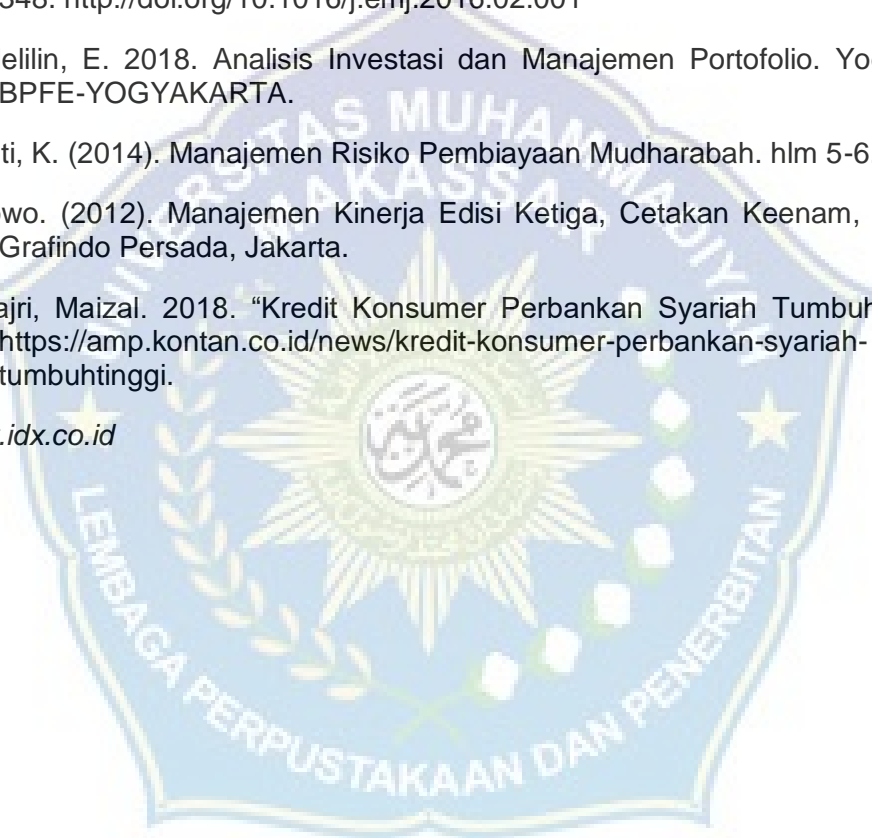 548. http://doi.org/10.1016/j.emj.2016.02.001
elilin, E. 2018. Analisis Investasi dan Manajemen Portofolio. Yo
BPFE-YOGYAKARTA.
ti, K. (2014). Manajemen Risiko Pembiayaan Mudharabah. hlm 5-6
owo. (2012). Manajemen Kinerja Edisi Ketiga, Cetakan Keenam,
Grafindo Persada, Jakarta.
ajri, Maizal. 2018. “Kredit Konsumer Perbankan Syariah Tumbuh
https://amp.kontan.co.id/news/kredit-konsumer-perbankan-syariah-
tumbuhtinggi.
.idx.co.id
UNIVERSITAS MUHAMMADIYAH
MAKASSAR
LEMBAGA PERPUSTAKAAN DAN PENERBITAN